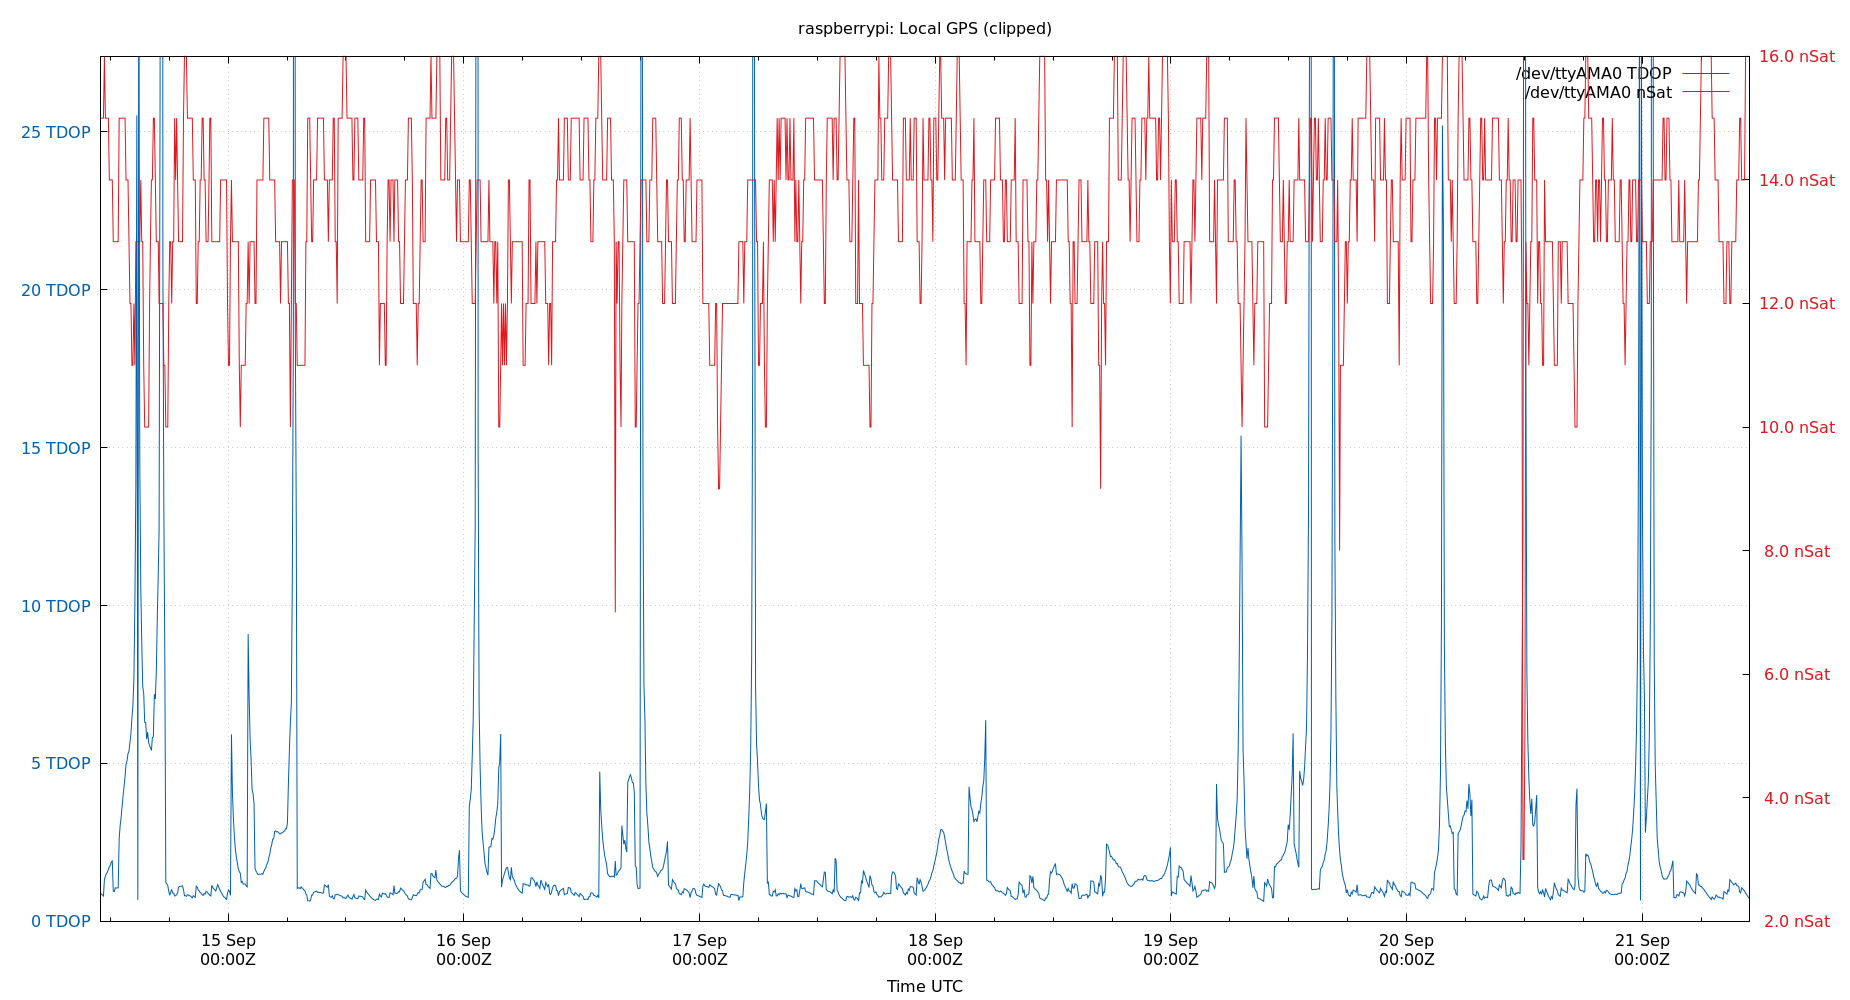 raspberrypi: Local GPS (clipped)
/dev/ttyAMA0 TDOP
/dev/ttyAMA0 nSat
25 TDOP
20 TDOP
15 TDOP
10 TDOP
5 TDOP
0 TDOP
16.0 nSat
14.0 nSat
12.0 nSat
10.0 nSat
8.0 nSat
6.0 nSat
4.0 nSat
2.0 nSat
15 Sep
00:00Z
16 Sep
00:00Z
17 Sep
00:00Z
18 Sep
00:00Z
19 Sep
00:00Z
20 Sep
00:00Z
21 Sep
00:00Z
Time UTC